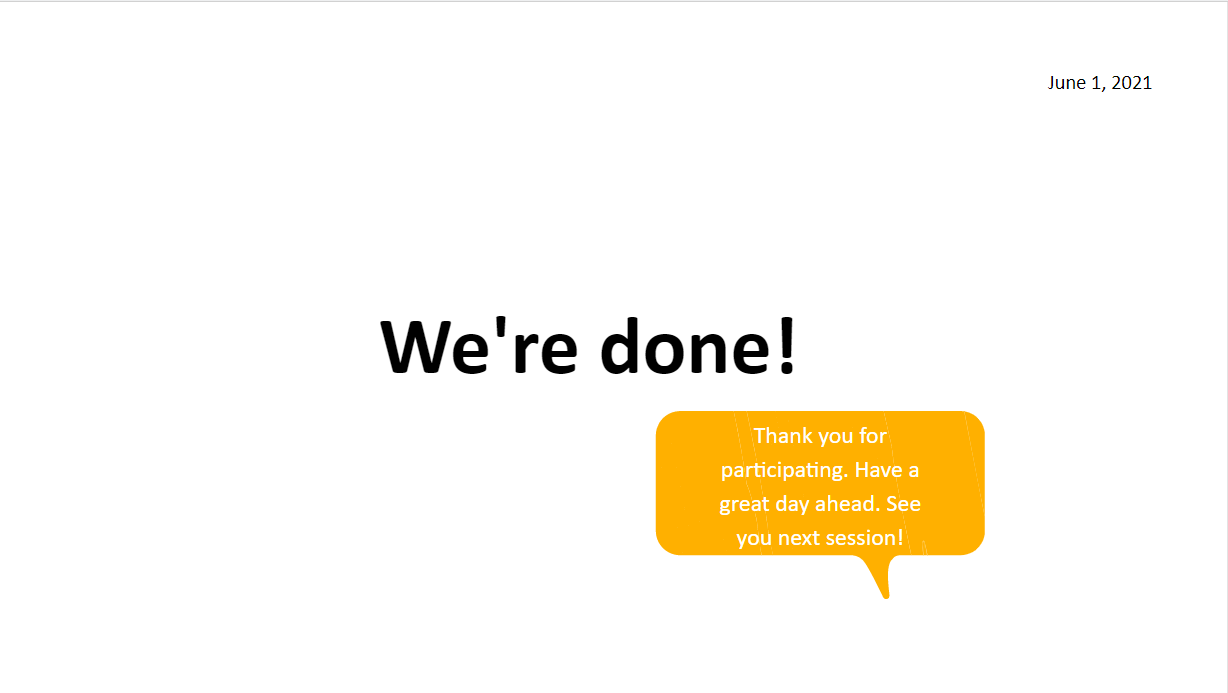 June 1, 2021
We're done!
Thank you for
participating. Have a
great day ahead. See
you next session!